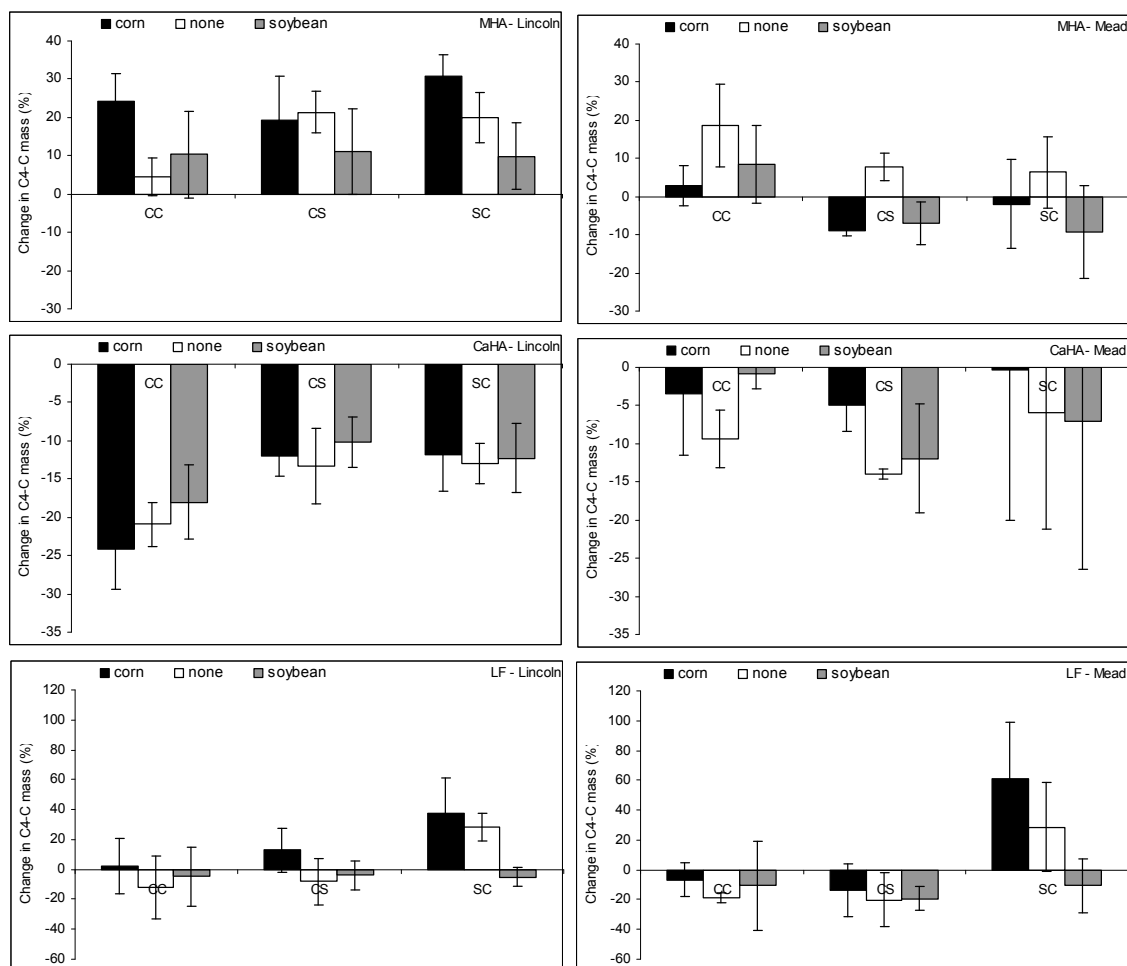 corn none soybean MHA- Lincoln
Change in C4-C mass (%)
40
30
20
10
0
-10
-20
-30
CC CS SC
corn none soybean MHA- Mead
Change in C4-C mass (%)
40
30
20
10
0
-10
-20
-30
CC CS SC
corn none soybean CaHA- Lincoln
Change in C4-C mass (%)
0
-5
-10
-15
-20
-25
-30
-35
CC CS SC
corn none soybean CaHA- Mead
Change in C4-C mass (%)
0
-5
-10
-15
-20
-25
-30
-35
CC CS SC
corn none soybean LF - Lincoln
Change in C4-C mass (%)
120
100
80
60
40
20
0
-20
-40
-60
CC CS SC
corn none soybean LF - Mead
Change in C4-C mass (%)
120
100
80
60
40
20
0
-20
-40
-60
CC CS SC